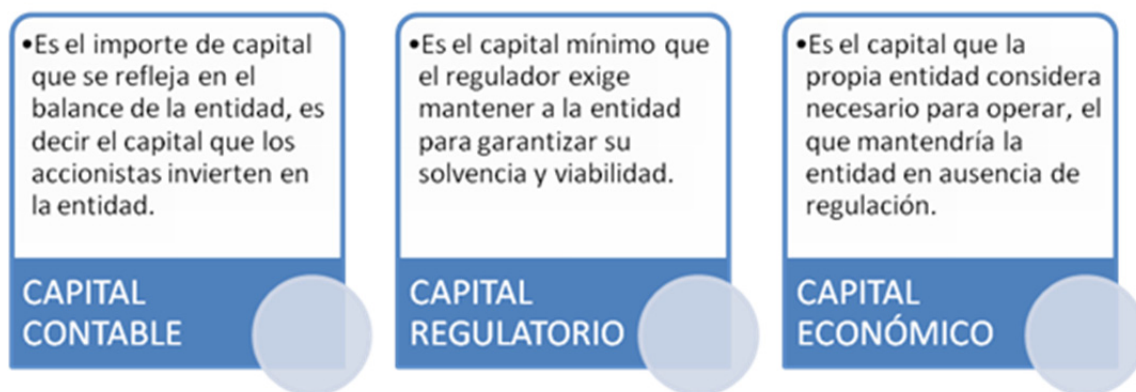 •Es el importe de capital
que se refleja en el
balance de la entidad, es
decir el capital que los
accionistas invierten en
la entidad.
CAPITAL
CONTABLE
•Es el capital mínimo que
el regulador exige
mantener a la entidad
para garantizar su
solvencia y viabilidad.
CAPITAL
REGULATORIO
•Es el capital que la
propia entidad considera
necesario para operar, el
que mantendría la
entidad en ausencia de
regulación.
CAPITAL
ECONÓMICO